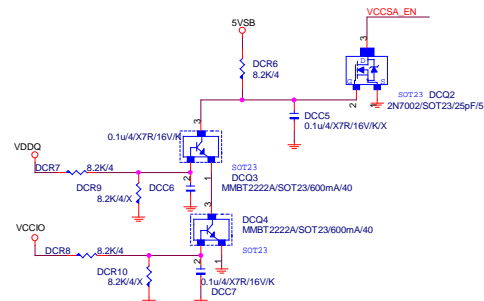 VCCSA_EN
5VSB
3
D
DCR6
8.2K/4
G
S
SOT23
DCQ2
2
2N7002/SOT23/25pF/5
DCC5
0.1u/4/X7R/16V/K/X
3
0.1u/4/X7R/16V/K
VDDQ
SOT23
DCR7
8.2K/4
2
1
DCQ3
MMBT2222A/SOT23/600mA/40
DCR9
8.2K/4/X
DCC6
3
DCQ4
MMBT2222A/SOT23/600mA/40
VCCIO
DCR8
8.2K/4
SOT23
2
1
DCR10
8.2K/4/X
0.1u/4/X7R/16V/K
DCC7